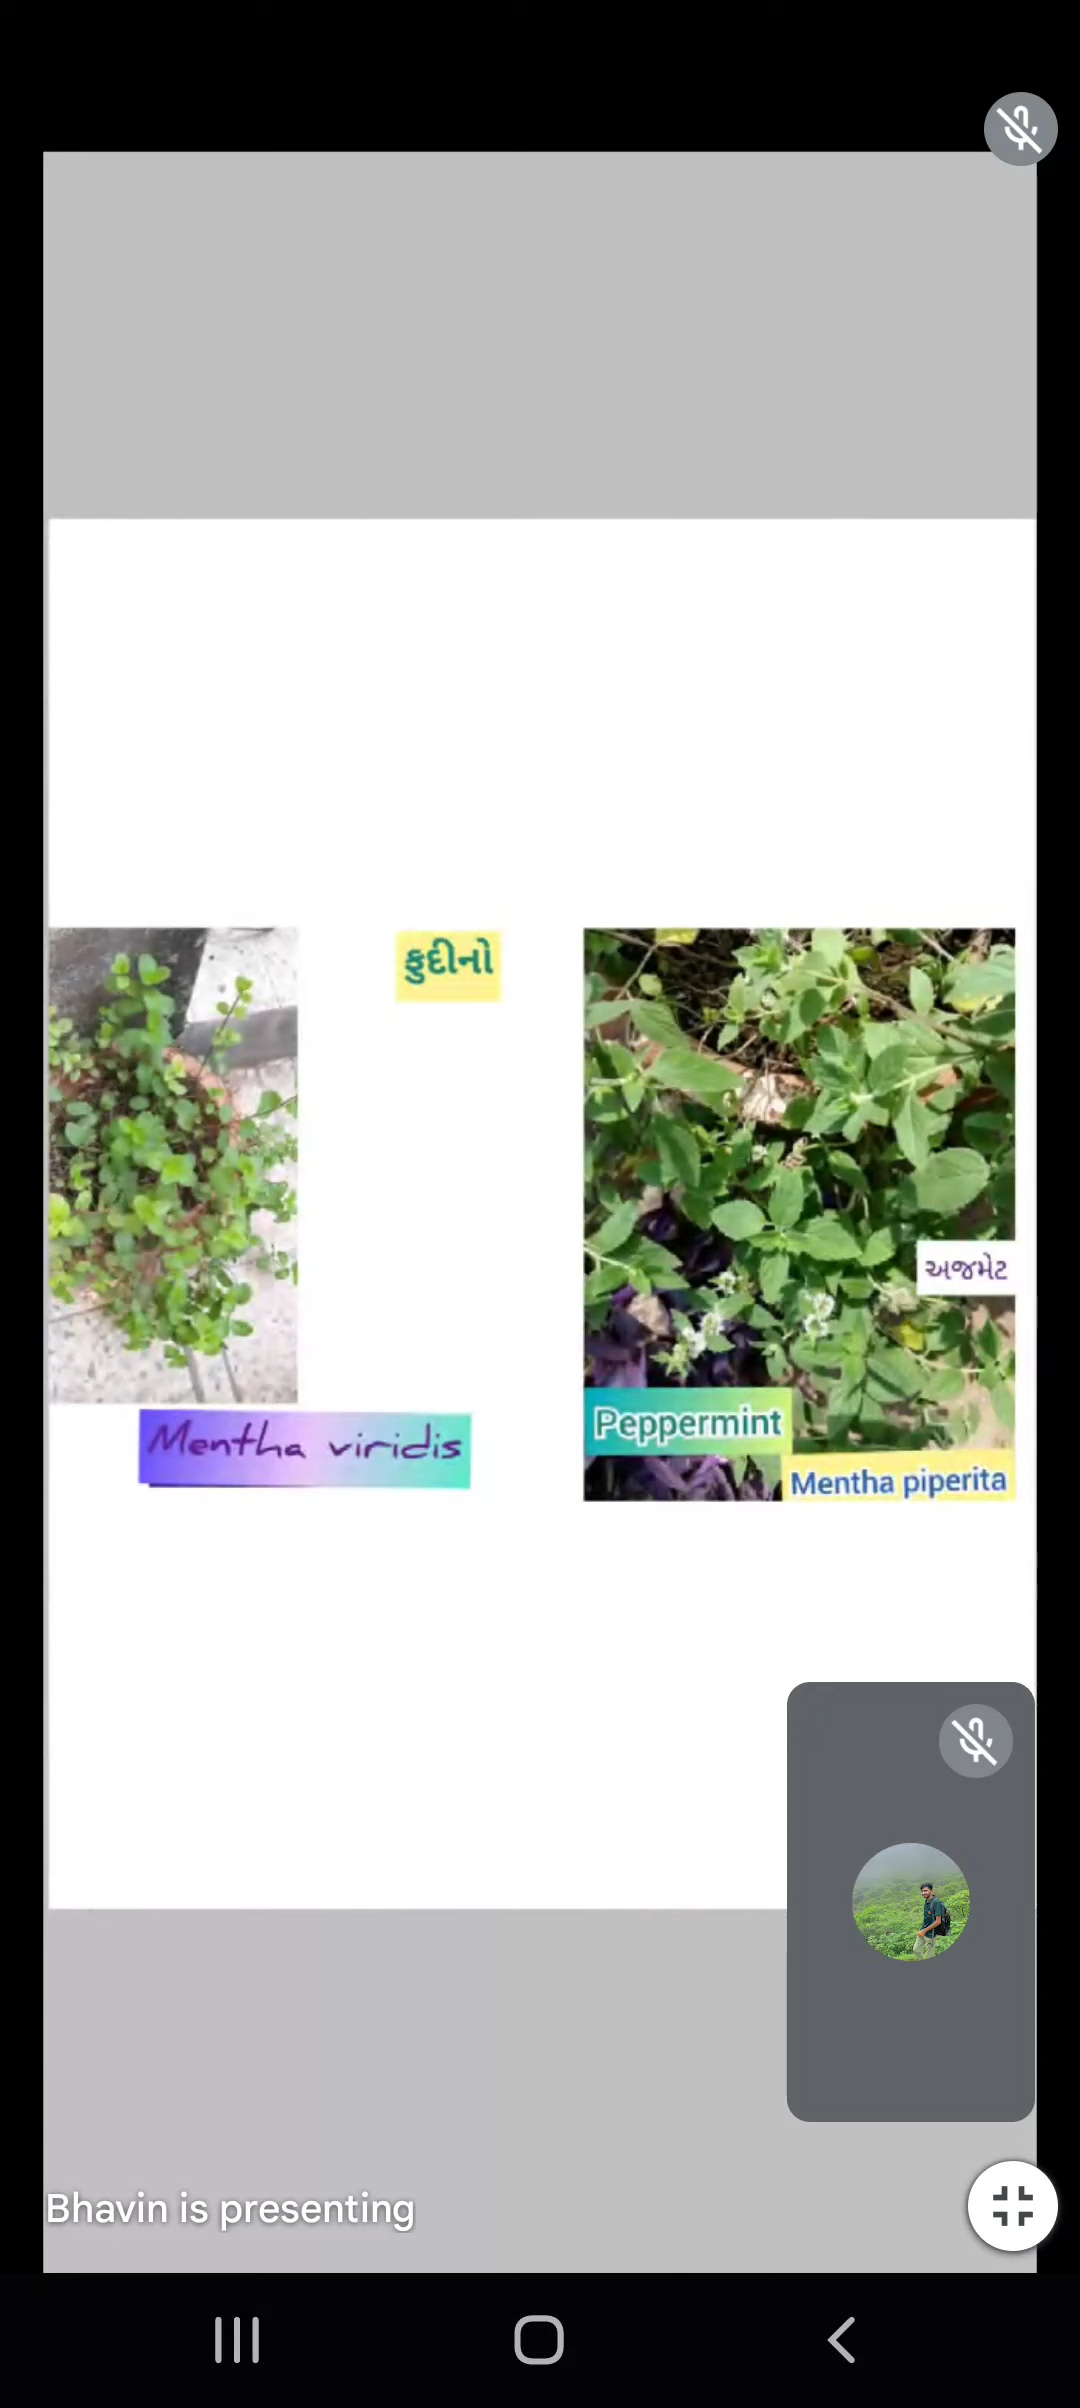 કુદીનો
અજમેટ
Mentha viridis
Peppermint
Mentha piperita
Bhavin is presenting